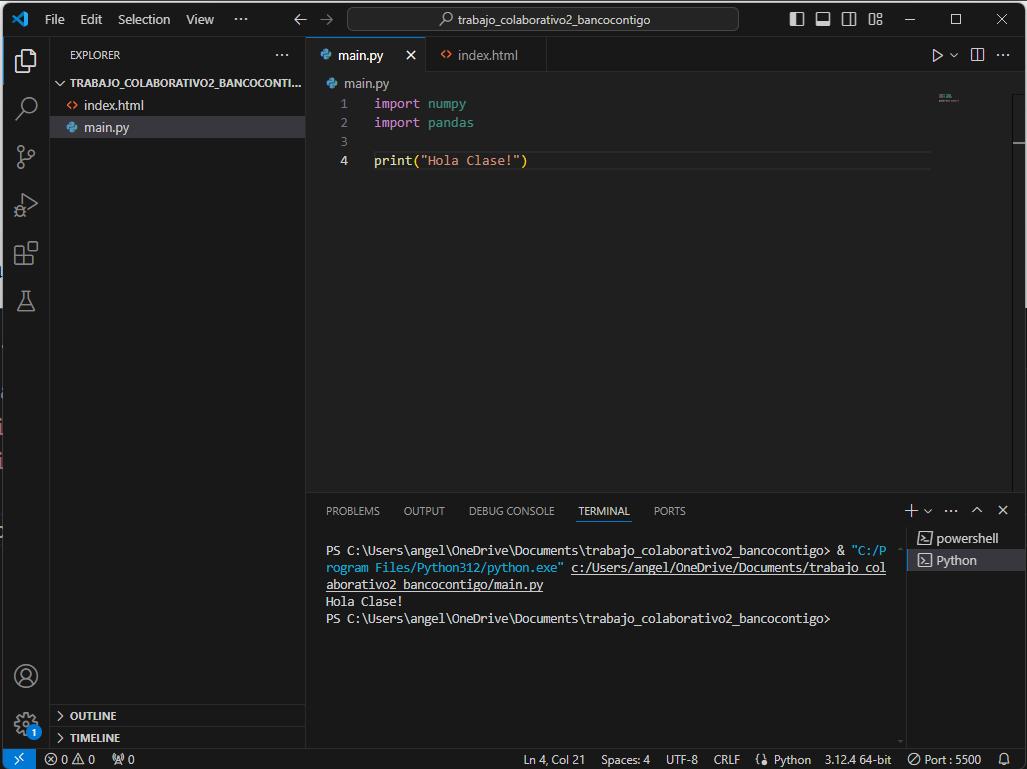 File Edit Selection View ··· trabajo_colaborativo2_bancocontigo
EXPLORER ···
TRABAJO_COLABORATIVO2_BANCOCONTI...
index.html
main.py
main.py index.html
main.py
1 import numpy
2 import pandas
3
4 print("Hola Clase!")
PROBLEMS OUTPUT DEBUG CONSOLE TERMINAL PORTS
PS C:\Users\angel\OneDrive\Documents\trabajo_colaborativo2_bancocontigo> & "C:/P
rogram Files/Python312/python.exe" c:/Users/angel/OneDrive/Documents/trabajo_col
aborativo2_bancocontigo/main.py
Hola Clase!
PS C:\Users\angel\OneDrive\Documents\trabajo_colaborativo2_bancocontigo>
powershell
Python
OUTLINE
TIMELINE
1
0 0 0 Ln 4, Col 21 Spaces: 4 UTF-8 CRLF Python 3.12.4 64-bit Port : 5500